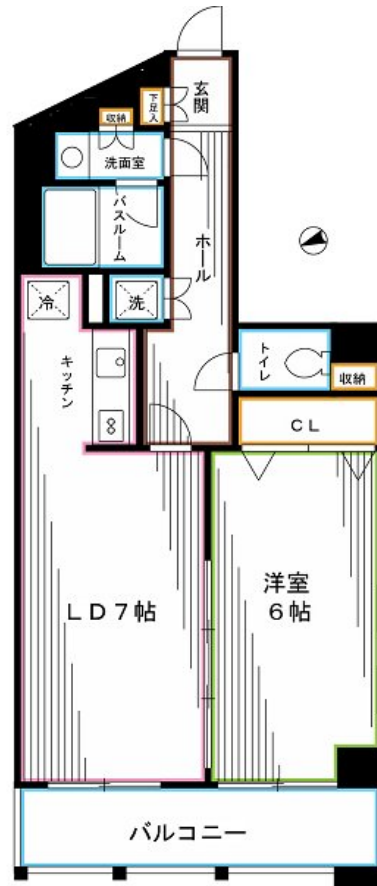 玄関
下足入
収納
洗面室
バスルーム
ホール
冷
洗
トイレ
収納
キッチン
CL
洋室
6帖
LD7帖
バルコニー